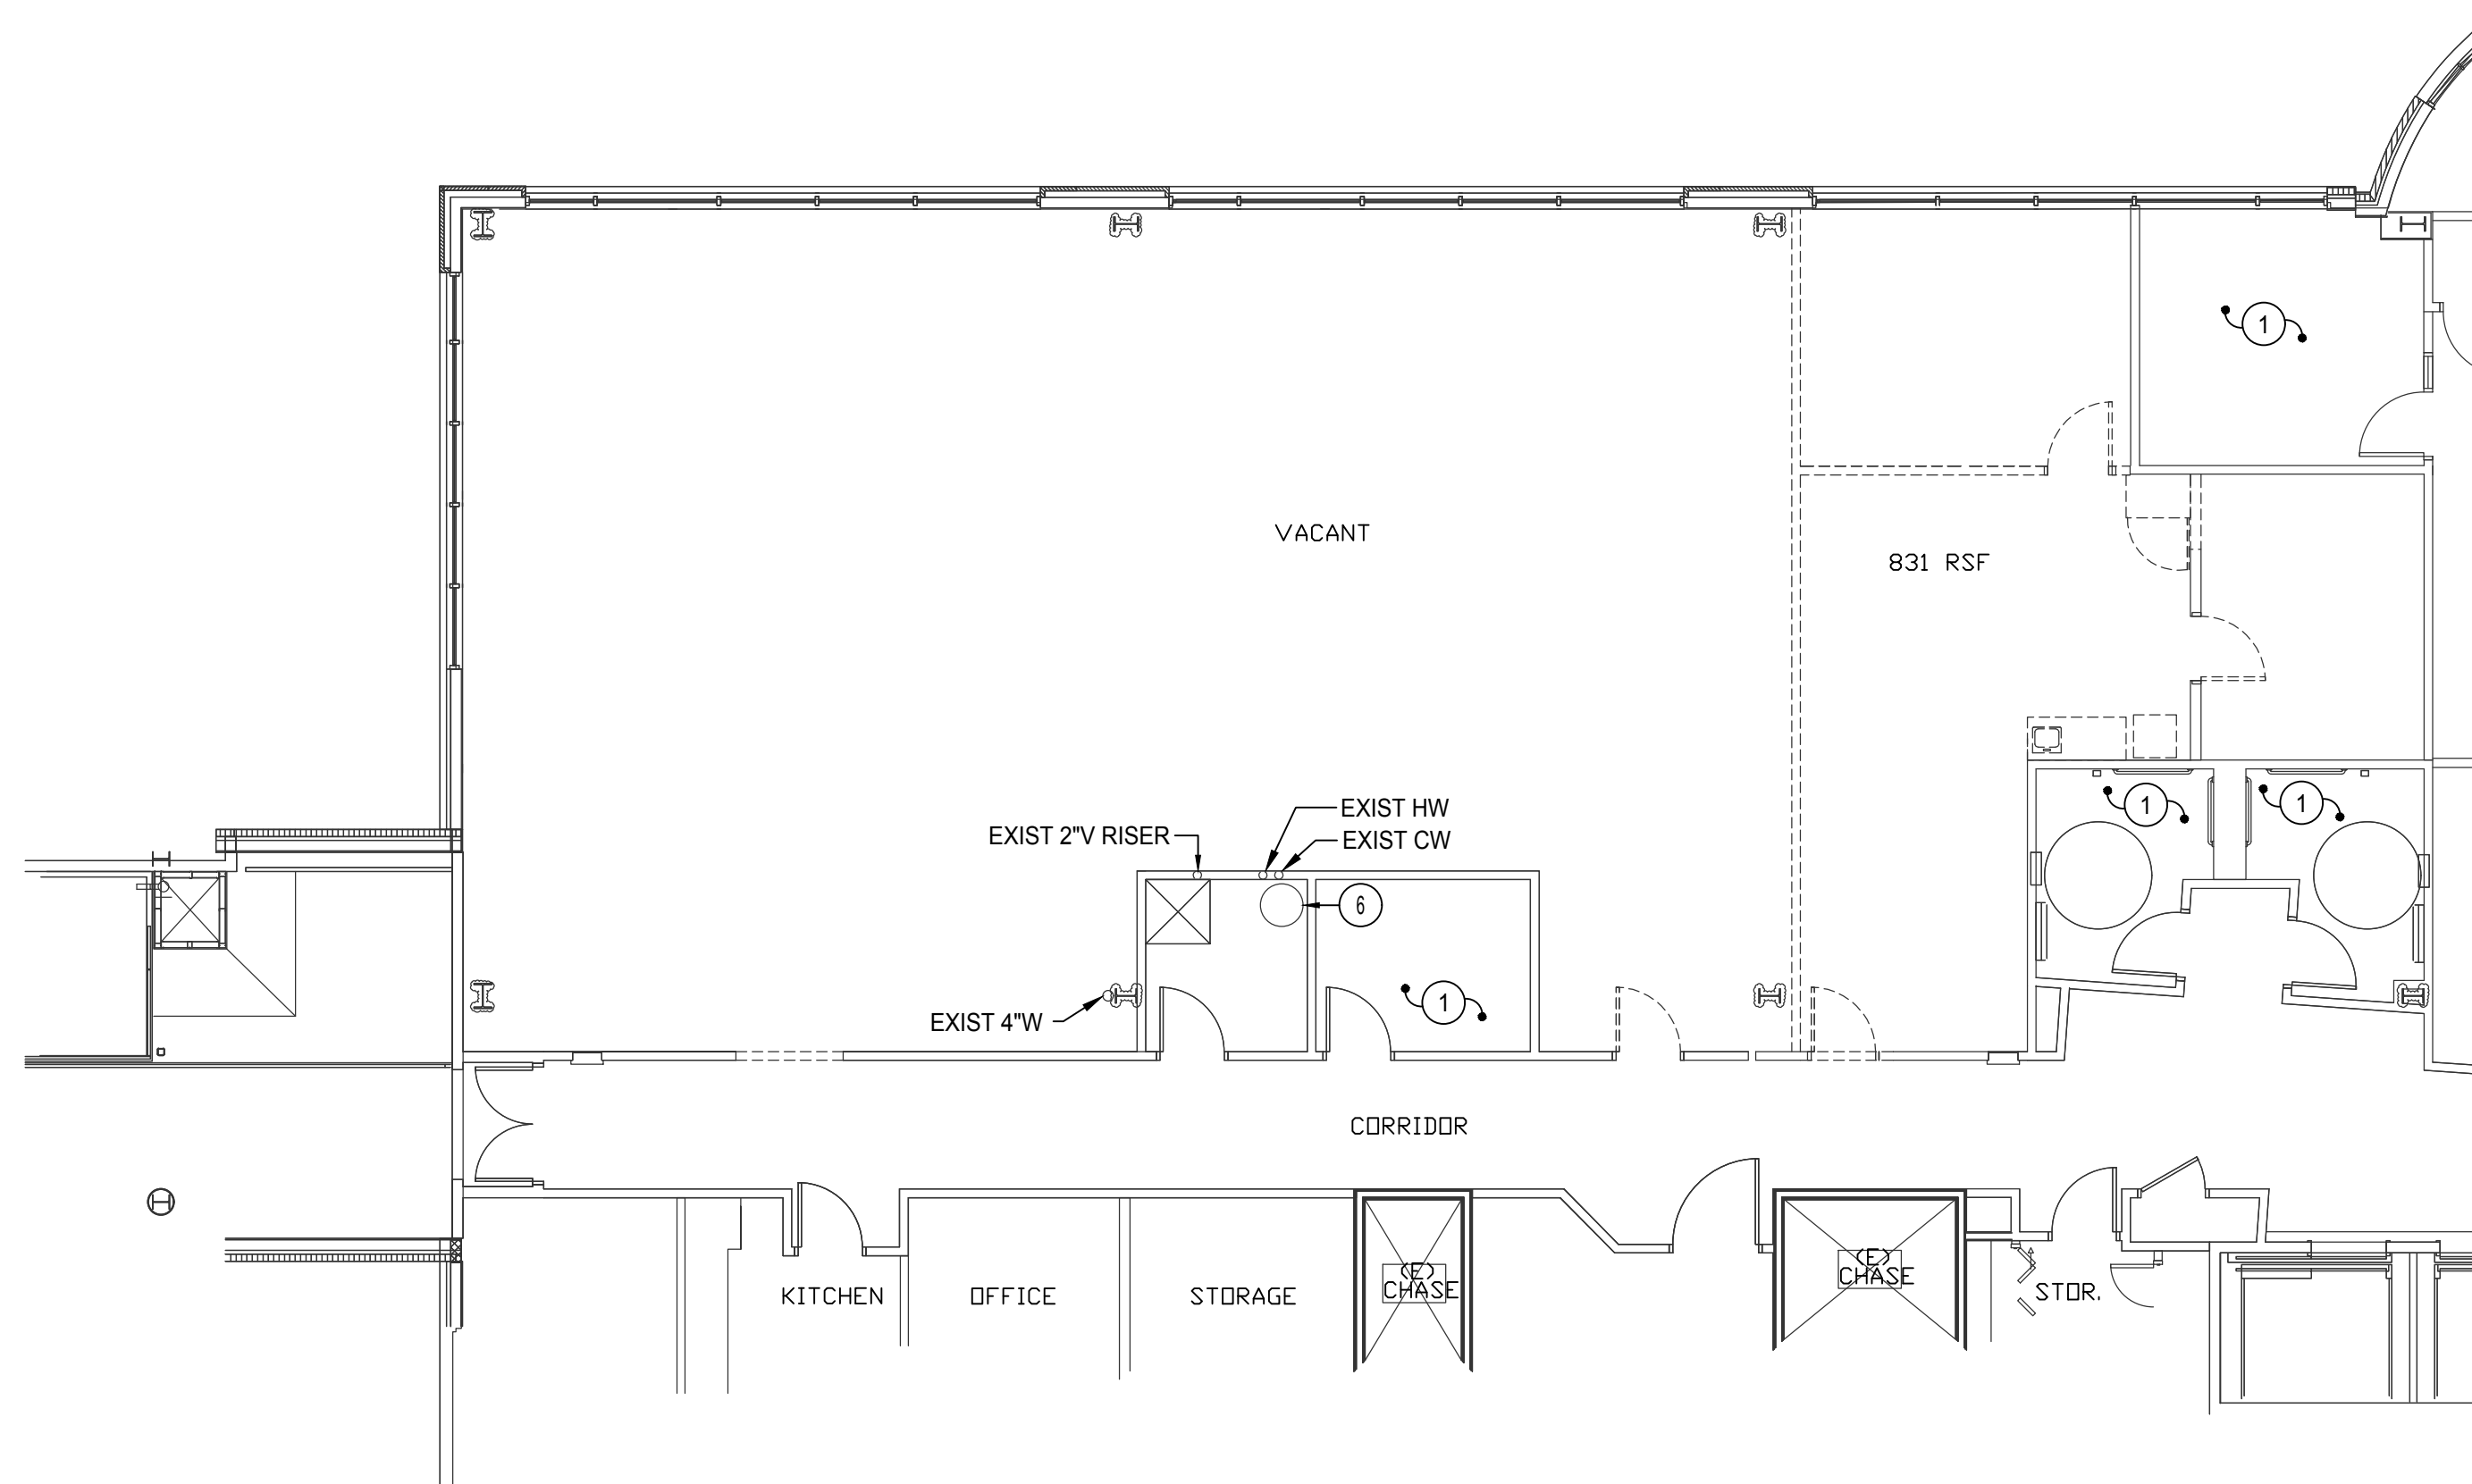 1
VACANT
831 RSF
EXIST HW
EXIST 2"V RISER
EXIST CW
1
1
6
1
EXIST 4"W
CORRIDOR
KITCHEN
OFFICE
STORAGE
(E)
CHASE
(E)
CHASE
STOR.